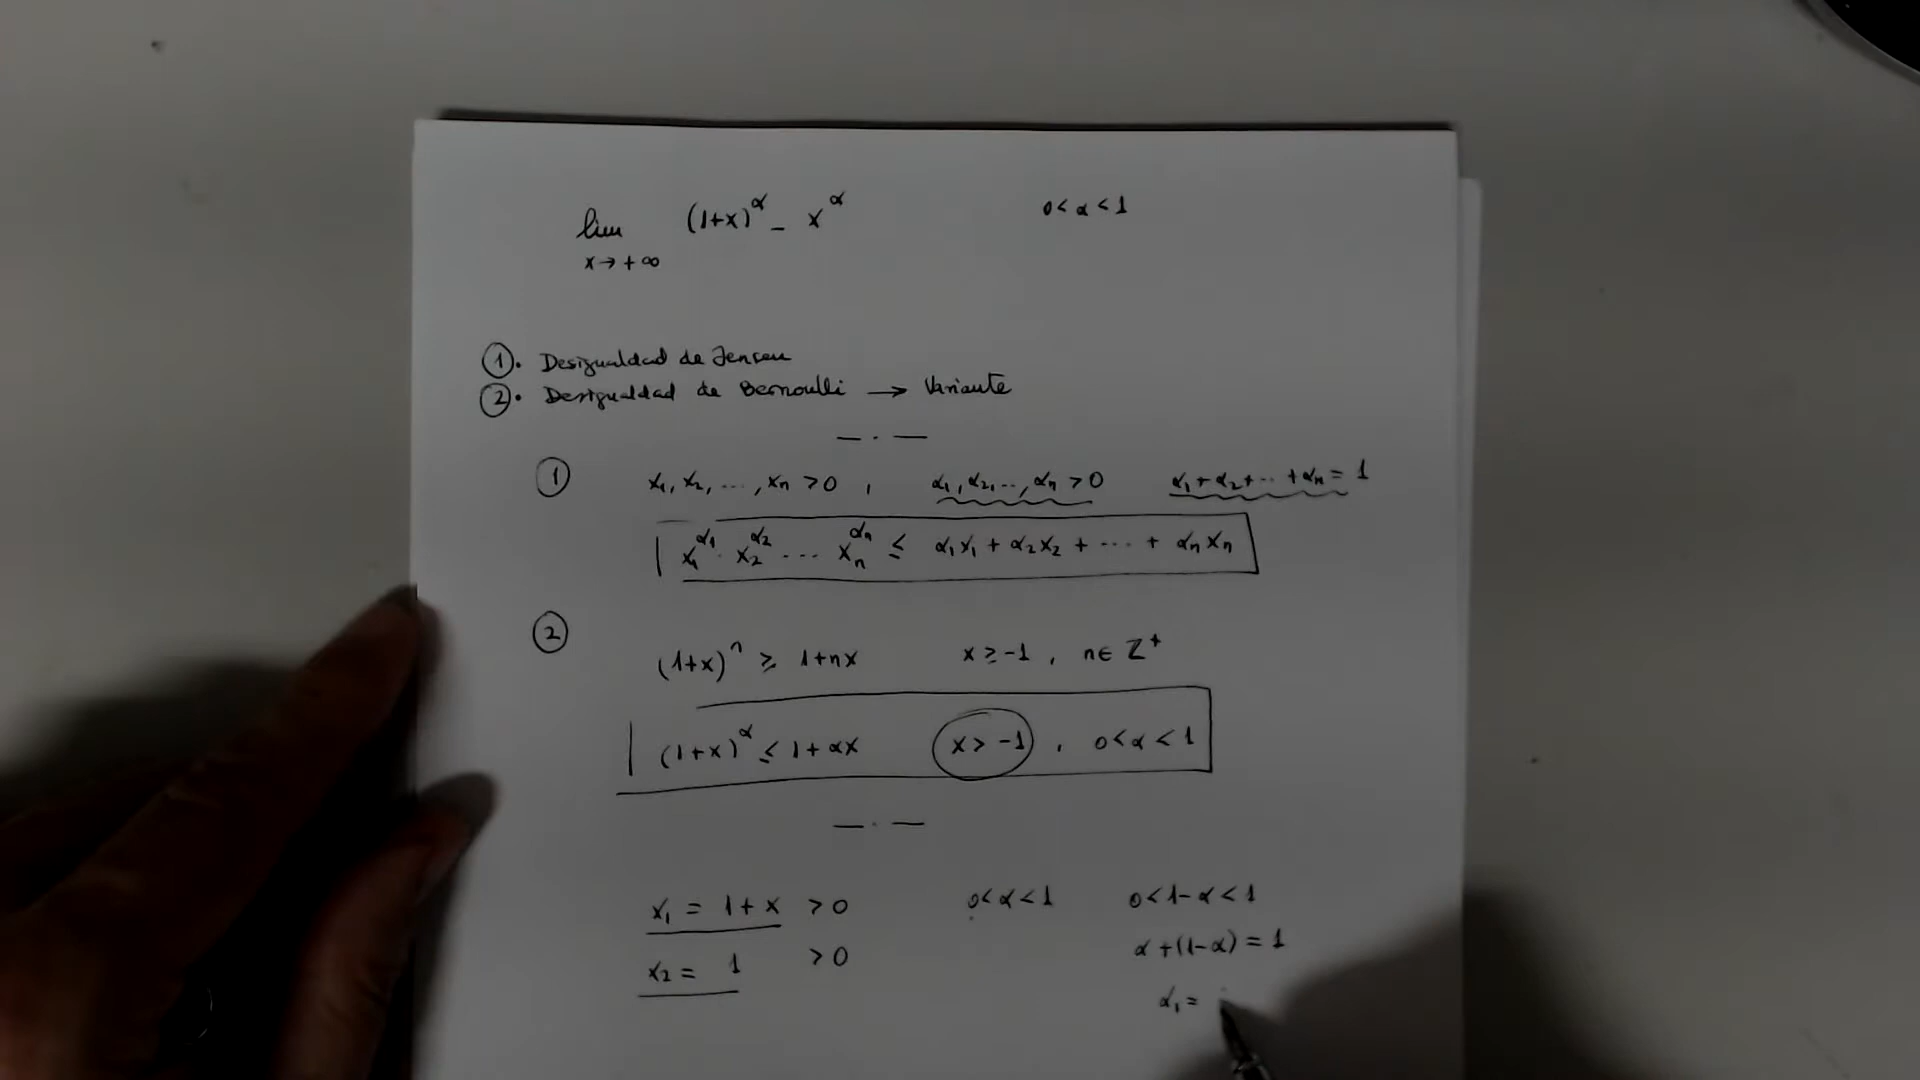 lim (1+x)^α - x^α 0<α<1
x→+∞
①. Desigualdad de Jensen
②. Desigualdad de Bernoulli → Variante
— · —
① x₁, x₂, ..., xₙ >0 , α₁, α₂, ..., αₙ >0 α₁+α₂+ ··· +αₙ = 1
x₁^α₁ · x₂^α₂ ··· xₙ^αₙ ≤ α₁x₁ + α₂x₂ + ··· + αₙxₙ
②
(1+x)^n ≥ 1+nx x ≥ -1 , n∈ Z⁺
(1+x)^α ≤ 1+αx x > -1 , 0<α<1
— · —
x₁ = 1+x >0 0<α<1 0<1-α<1
x₂ = 1 >0 α+(1-α) = 1
α₁ =